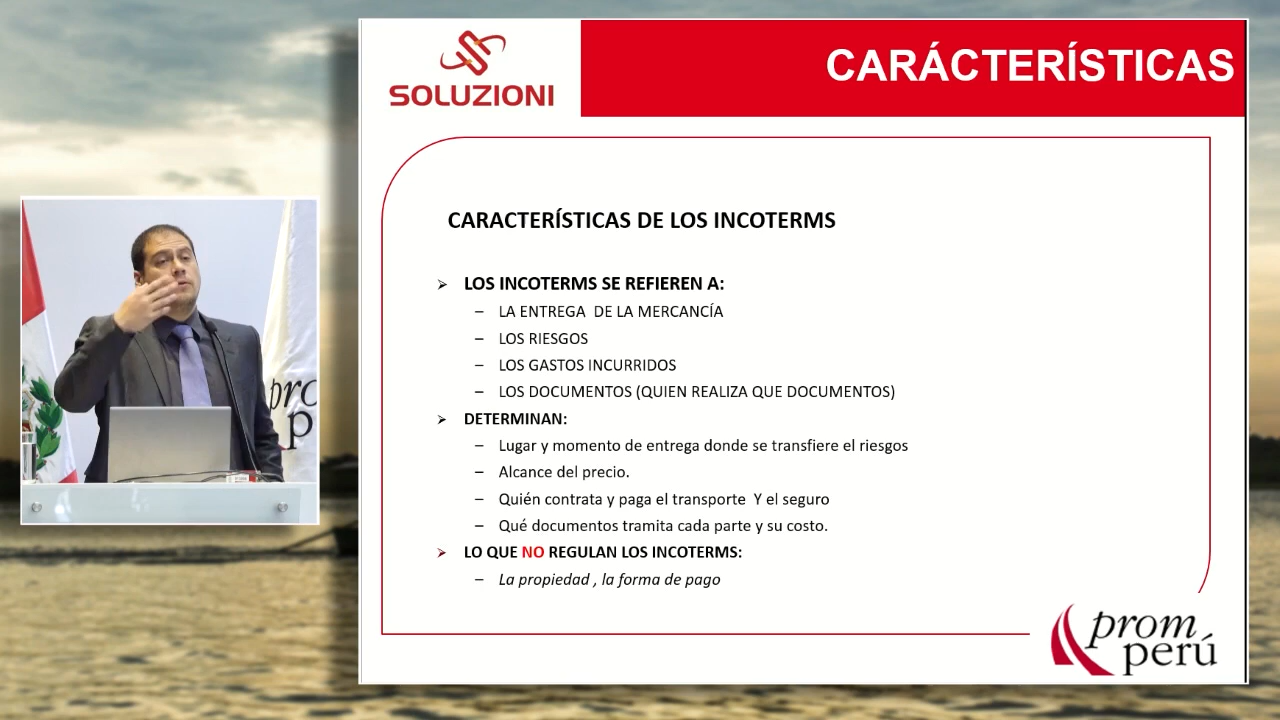 SOLUZIONI
CARÁCTERÍSTICAS
CARACTERÍSTICAS DE LOS INCOTERMS
➢ LOS INCOTERMS SE REFIEREN A:
– LA ENTREGA DE LA MERCANCÍA
– LOS RIESGOS
– LOS GASTOS INCURRIDOS
– LOS DOCUMENTOS (QUIEN REALIZA QUE DOCUMENTOS)
➢ DETERMINAN:
– Lugar y momento de entrega donde se transfiere el riesgos
– Alcance del precio.
– Quién contrata y paga el transporte Y el seguro
– Qué documentos tramita cada parte y su costo.
➢ LO QUE NO REGULAN LOS INCOTERMS:
– La propiedad , la forma de pago
prom
perú
pro
p